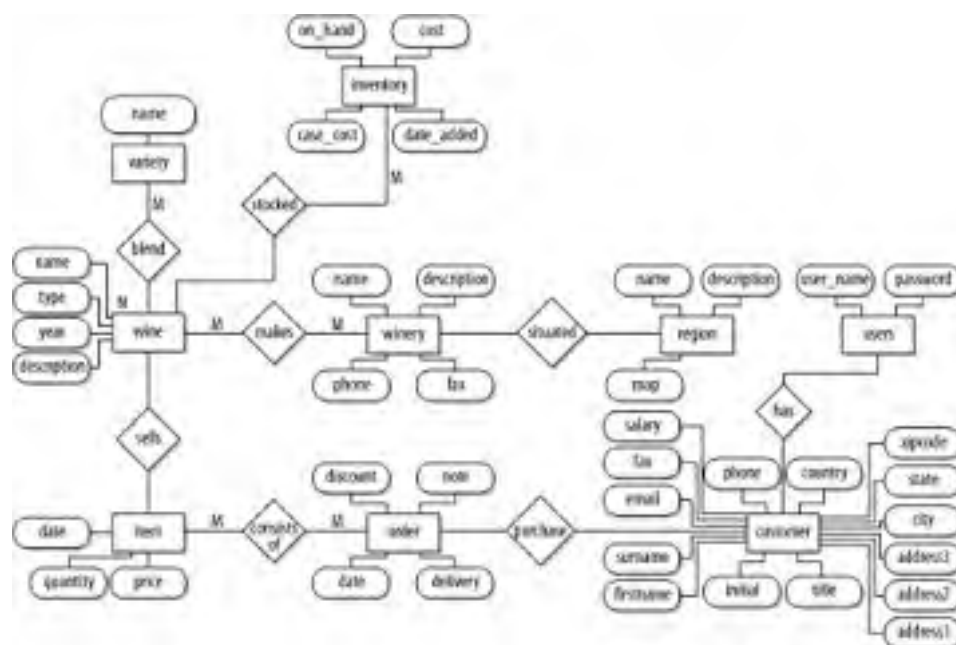 on_hand
cost
inventory
case_cost
date_added
name
variety
M
stocked
M
blend
name
type
year
description
N
wine
M
makes
M
name
description
winery
phone
fax
situated
name
description
region
map
user_name
password
users
has
sells
salary
fax
email
surname
firstname
phone
country
customer
initial
title
zipcode
state
city
address3
address2
address1
date
item
quantity
price
M
consists
of
M
discount
note
order
date
delivery
purchase